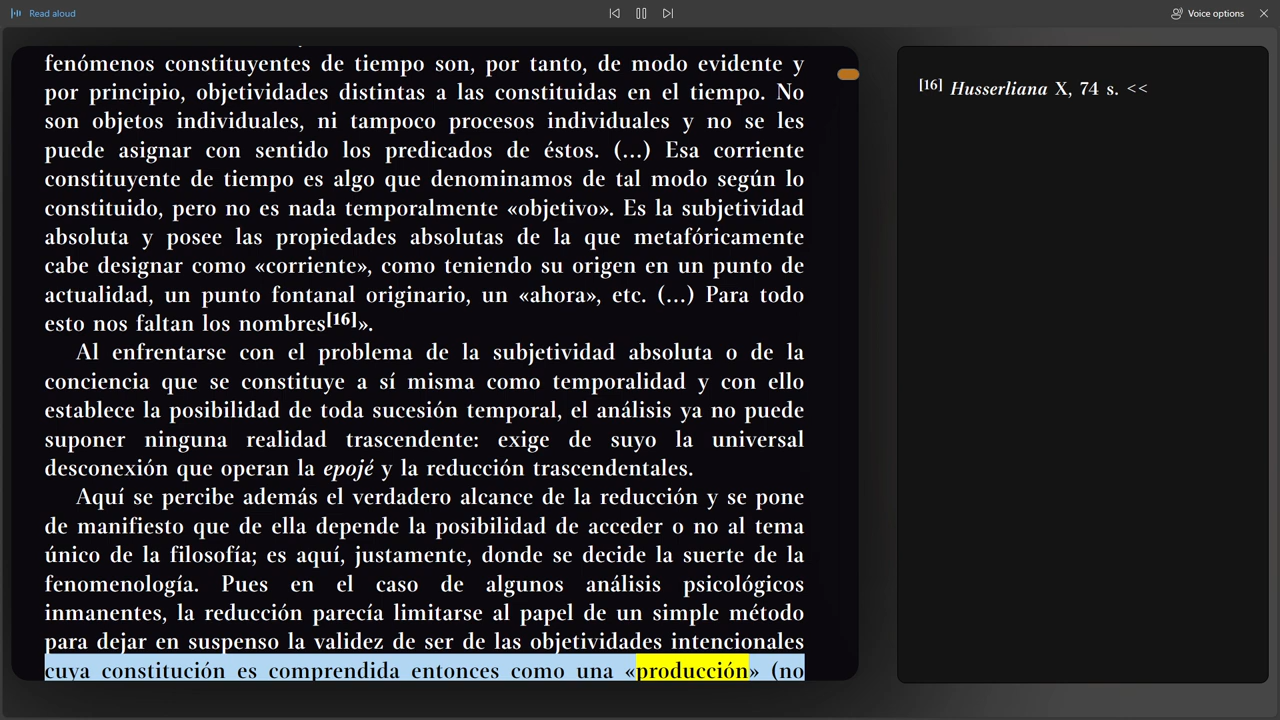 Read aloud
Voice options
fenómenos constituyentes de tiempo son, por tanto, de modo evidente y
por principio, objetividades distintas a las constituidas en el tiempo. No
son objetos individuales, ni tampoco procesos individuales y no se les
puede asignar con sentido los predicados de éstos. (…) Esa corriente
constituyente de tiempo es algo que denominamos de tal modo según lo
constituido, pero no es nada temporalmente «objetivo». Es la subjetividad
absoluta y posee las propiedades absolutas de la que metafóricamente
cabe designar como «corriente», como teniendo su origen en un punto de
actualidad, un punto fontanal originario, un «ahora», etc. (…) Para todo
esto nos faltan los nombres[16]».
Al enfrentarse con el problema de la subjetividad absoluta o de la
conciencia que se constituye a sí misma como temporalidad y con ello
establece la posibilidad de toda sucesión temporal, el análisis ya no puede
suponer ninguna realidad trascendente: exige de suyo la universal
desconexión que operan la epojé y la reducción trascendentales.
Aquí se percibe además el verdadero alcance de la reducción y se pone
de manifiesto que de ella depende la posibilidad de acceder o no al tema
único de la filosofía; es aquí, justamente, donde se decide la suerte de la
fenomenología. Pues en el caso de algunos análisis psicológicos
inmanentes, la reducción parecía limitarse al papel de un simple método
para dejar en suspenso la validez de ser de las objetividades intencionales
cuya constitución es comprendida entonces como una «producción» (no
[16] Husserliana X, 74 s. <<